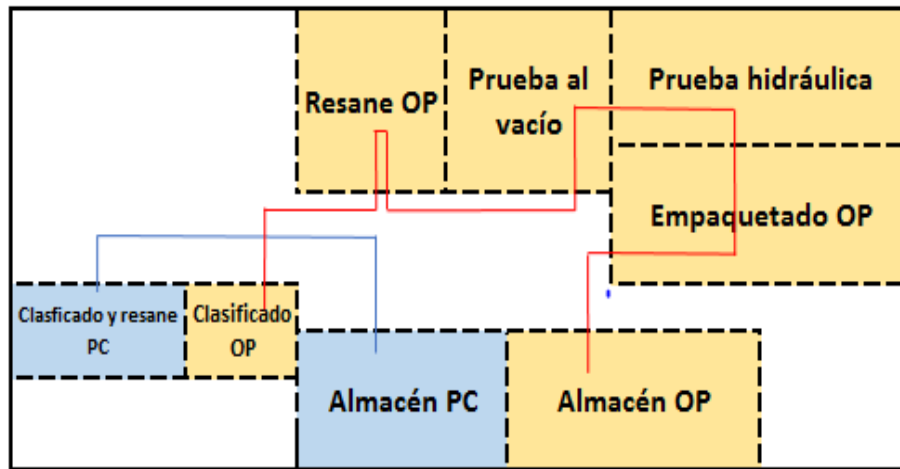 Resane OP
Prueba al
vacío
Prueba hidráulica
Empaquetado OP
Clasficado y resane
PC
Clasificado
OP
Almacén PC
Almacén OP